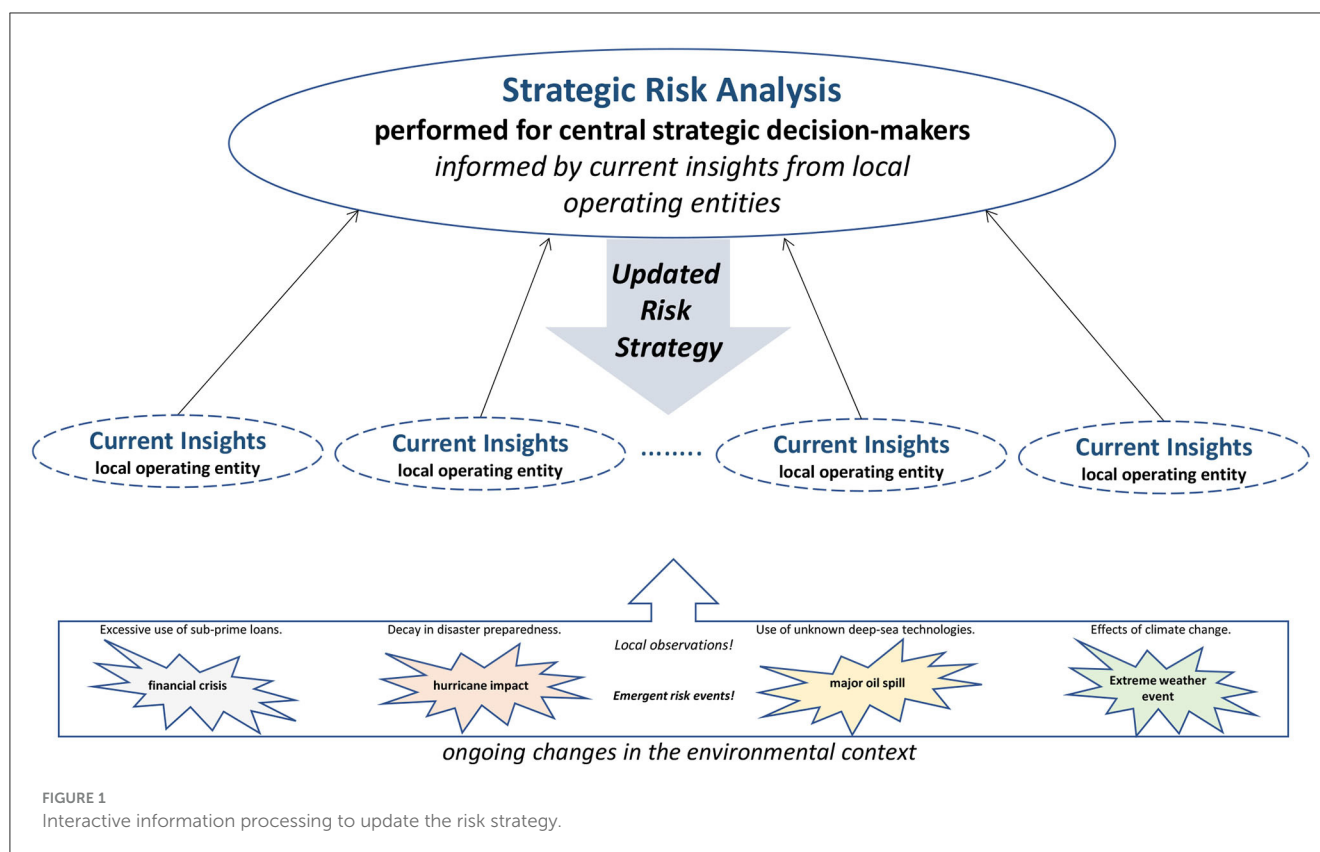 Strategic Risk Analysis
performed for central strategic decision-makers
informed by current insights from local
operating entities
Updated
Risk
Strategy
Current Insights
local operating entity
Current Insights
local operating entity
........
Current Insights
local operating entity
Current Insights
local operating entity
Excessive use of sub-prime loans.
financial crisis
Decay in disaster preparedness.
hurricane impact
Local observations!
Emergent risk events!
Use of unknown deep-sea technologies.
major oil spill
Effects of climate change.
Extreme weather
event
ongoing changes in the environmental context
FIGURE 1
Interactive information processing to update the risk strategy.